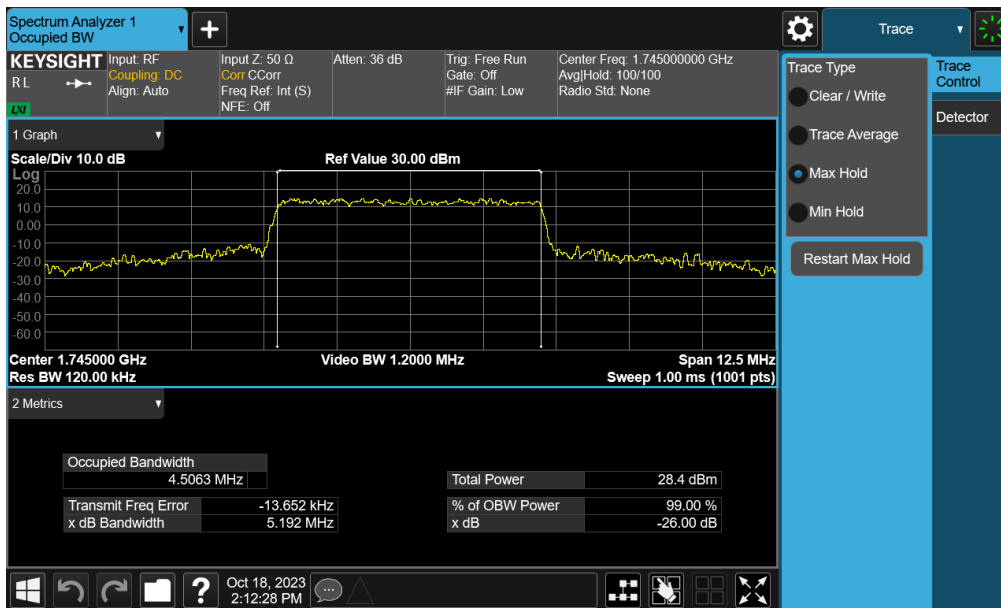 Spectrum Analyzer 1
Occupied BW
+
Trace
KEYSIGHT
R L
LXI
Input: RF
Coupling: DC
Align: Auto
Input Z: 50 Ω
Corr CCorr
Freq Ref: Int (S)
NFE: Off
Atten: 36 dB
Trig: Free Run
Gate: Off
#IF Gain: Low
Center Freq: 1.745000000 GHz
Avg|Hold: 100/100
Radio Std: None
Trace Type
Clear / Write
Trace Average
Max Hold
Min Hold
Restart Max Hold
Trace
Control
Detector
1 Graph
Scale/Div 10.0 dB
Ref Value 30.00 dBm
Log
20.0
10.0
0.00
-10.0
-20.0
-30.0
-40.0
-50.0
-60.0
Center 1.745000 GHz
Video BW 1.2000 MHz
Span 12.5 MHz
Res BW 120.00 kHz
Sweep 1.00 ms (1001 pts)
2 Metrics
Occupied Bandwidth
4.5063 MHz
Total Power 28.4 dBm
Transmit Freq Error -13.652 kHz
% of OBW Power 99.00 %
x dB Bandwidth 5.192 MHz
x dB -26.00 dB
?
Oct 18, 2023
2:12:28 PM